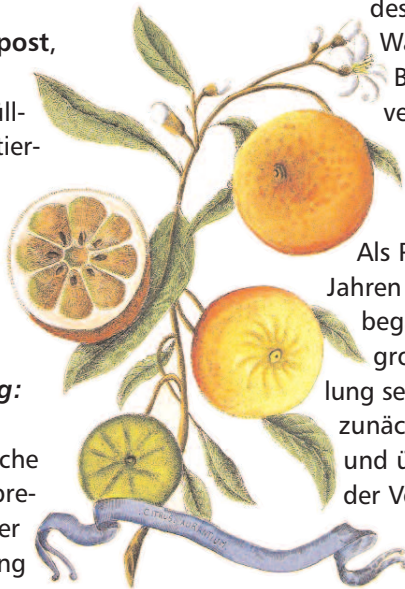 post,
üll-
tier-
g:
che
ore-
er
ng
des
Wa
B
ve
Als
Jahren
beg
gro
lung se
zunäc
und ü
der Ve
CITRUS AURANTIUM